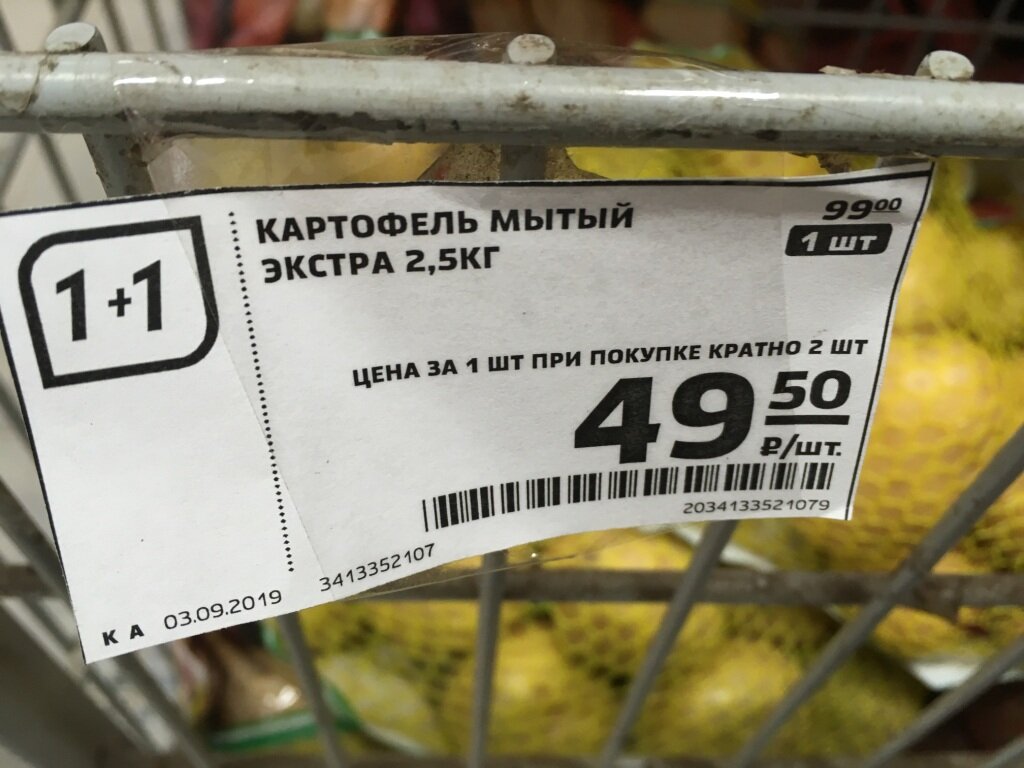 1+1
КАРТОФЕЛЬ МЫТЫЙ
ЭКСТРА 2,5КГ
99 00
1 ШТ
ЦЕНА ЗА 1 ШТ ПРИ ПОКУПКЕ КРАТНО 2 ШТ
49 50
₽/ШТ.
2034133521079
3413352107
К А 03.09.2019